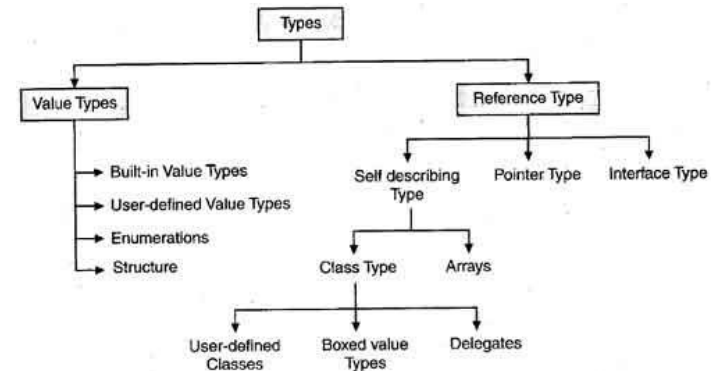 Types
Value Types
Reference Type
Built-in Value Types
User-defined Value Types
Enumerations
Structure
Self describing
Type
Pointer Type
Interface Type
Class Type
Arrays
User-defined
Classes
Boxed value
Types
Delegates